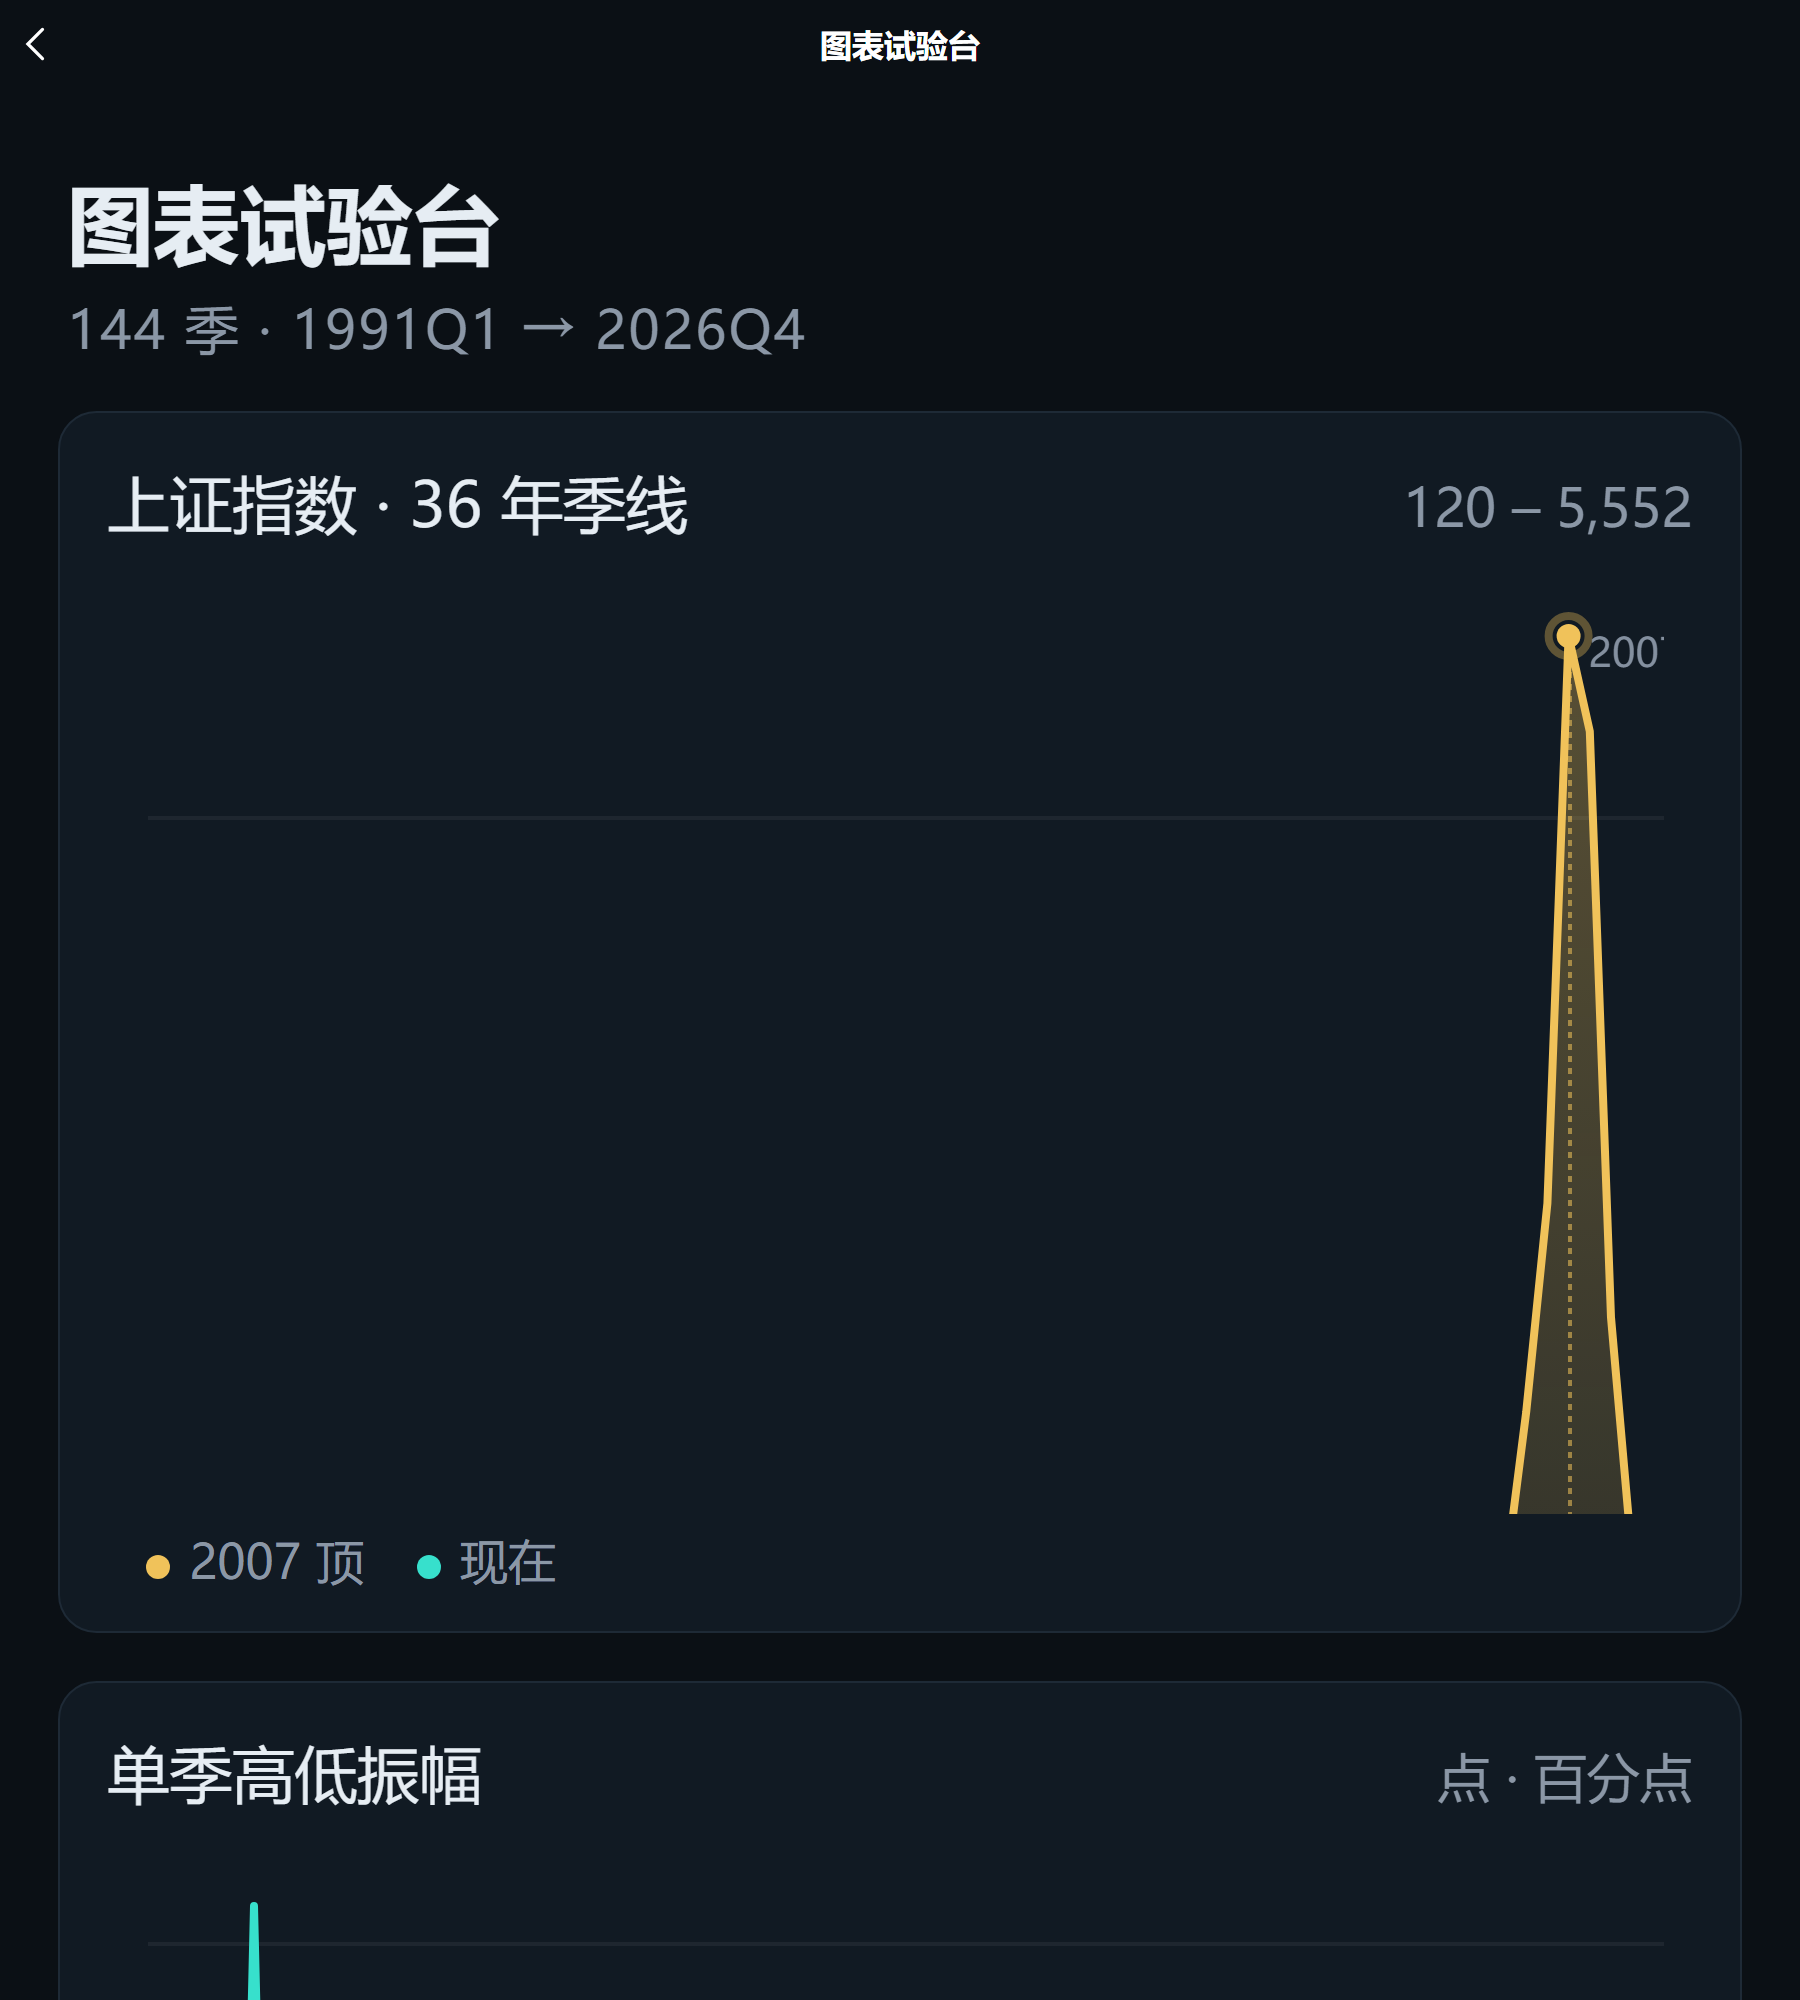 图表试验台
图表试验台
144 季 · 1991Q1 → 2026Q4
上证指数 · 36 年季线
120 – 5,552
200
2007 顶
现在
单季高低振幅
点 · 百分点